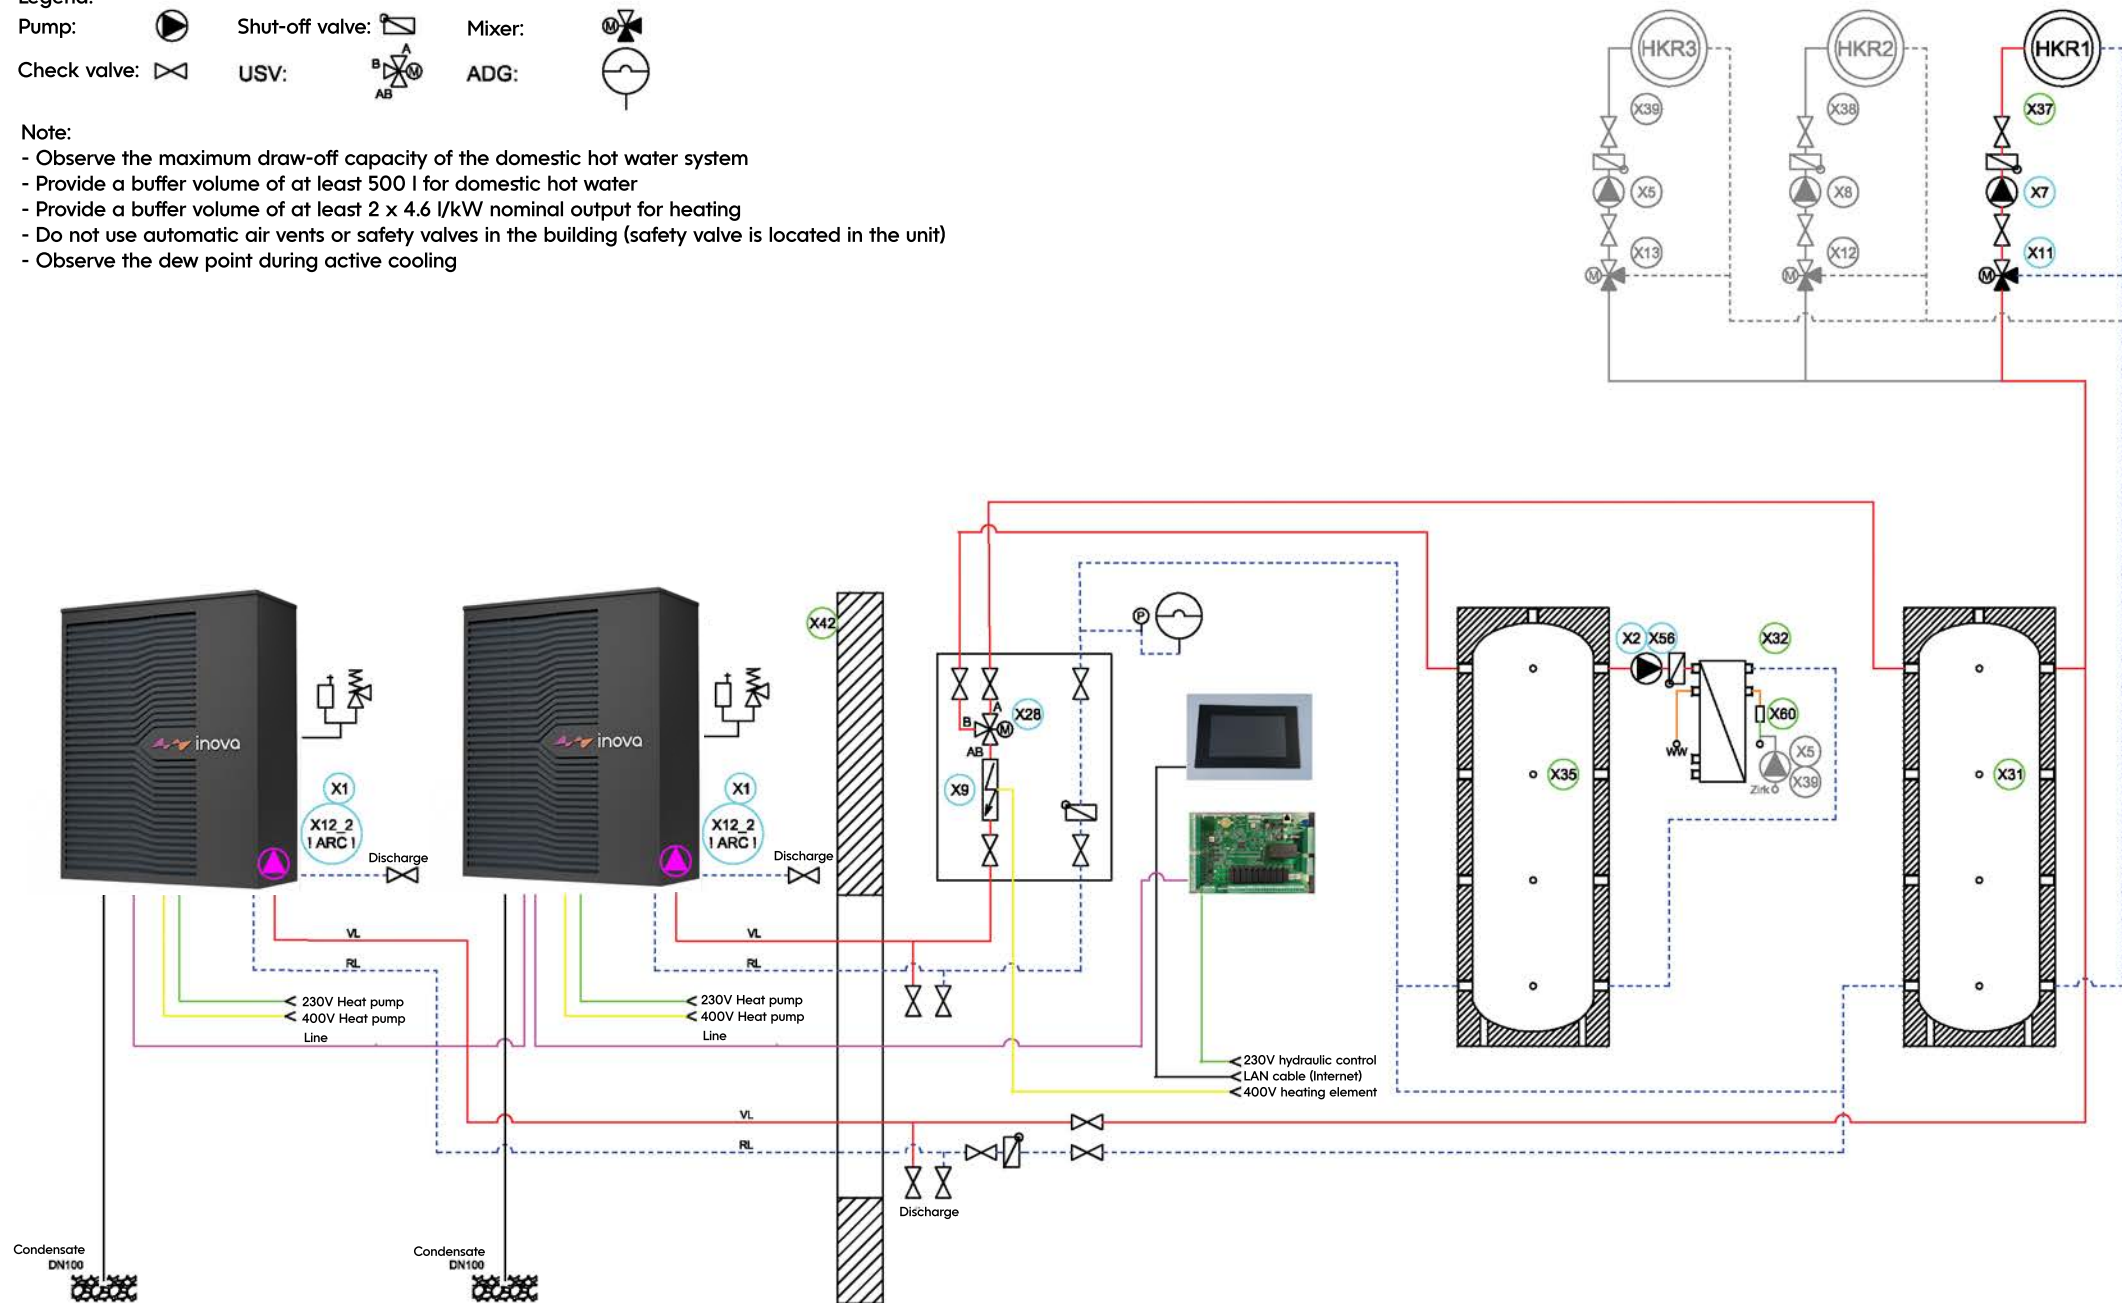 Legend:
Pump:
Shut-off valve:
Mixer:
M
Check valve:
USV:
A
B
M
AB
ADG:
Note:
- Observe the maximum draw-off capacity of the domestic hot water system
- Provide a buffer volume of at least 500 l for domestic hot water
- Provide a buffer volume of at least 2 x 4.6 l/kW nominal output for heating
- Do not use automatic air vents or safety valves in the building (safety valve is located in the unit)
- Observe the dew point during active cooling
HKR3
HKR2
HKR1
X39
X38
X37
X5
X8
X7
X13
X12
X11
M
M
M
inova
X1
X12_2
! ARC !
Discharge
inova
X1
X12_2
! ARC !
Discharge
X42
P
A
B
M
X28
AB
X9
X2
X56
X32
X60
WW
X5
X39
Zirk
X35
X31
VL
RL
230V Heat pump
400V Heat pump
Line
VL
RL
230V Heat pump
400V Heat pump
Line
230V hydraulic control
LAN cable (Internet)
400V heating element
VL
RL
Discharge
Condensate
DN100
Condensate
DN100